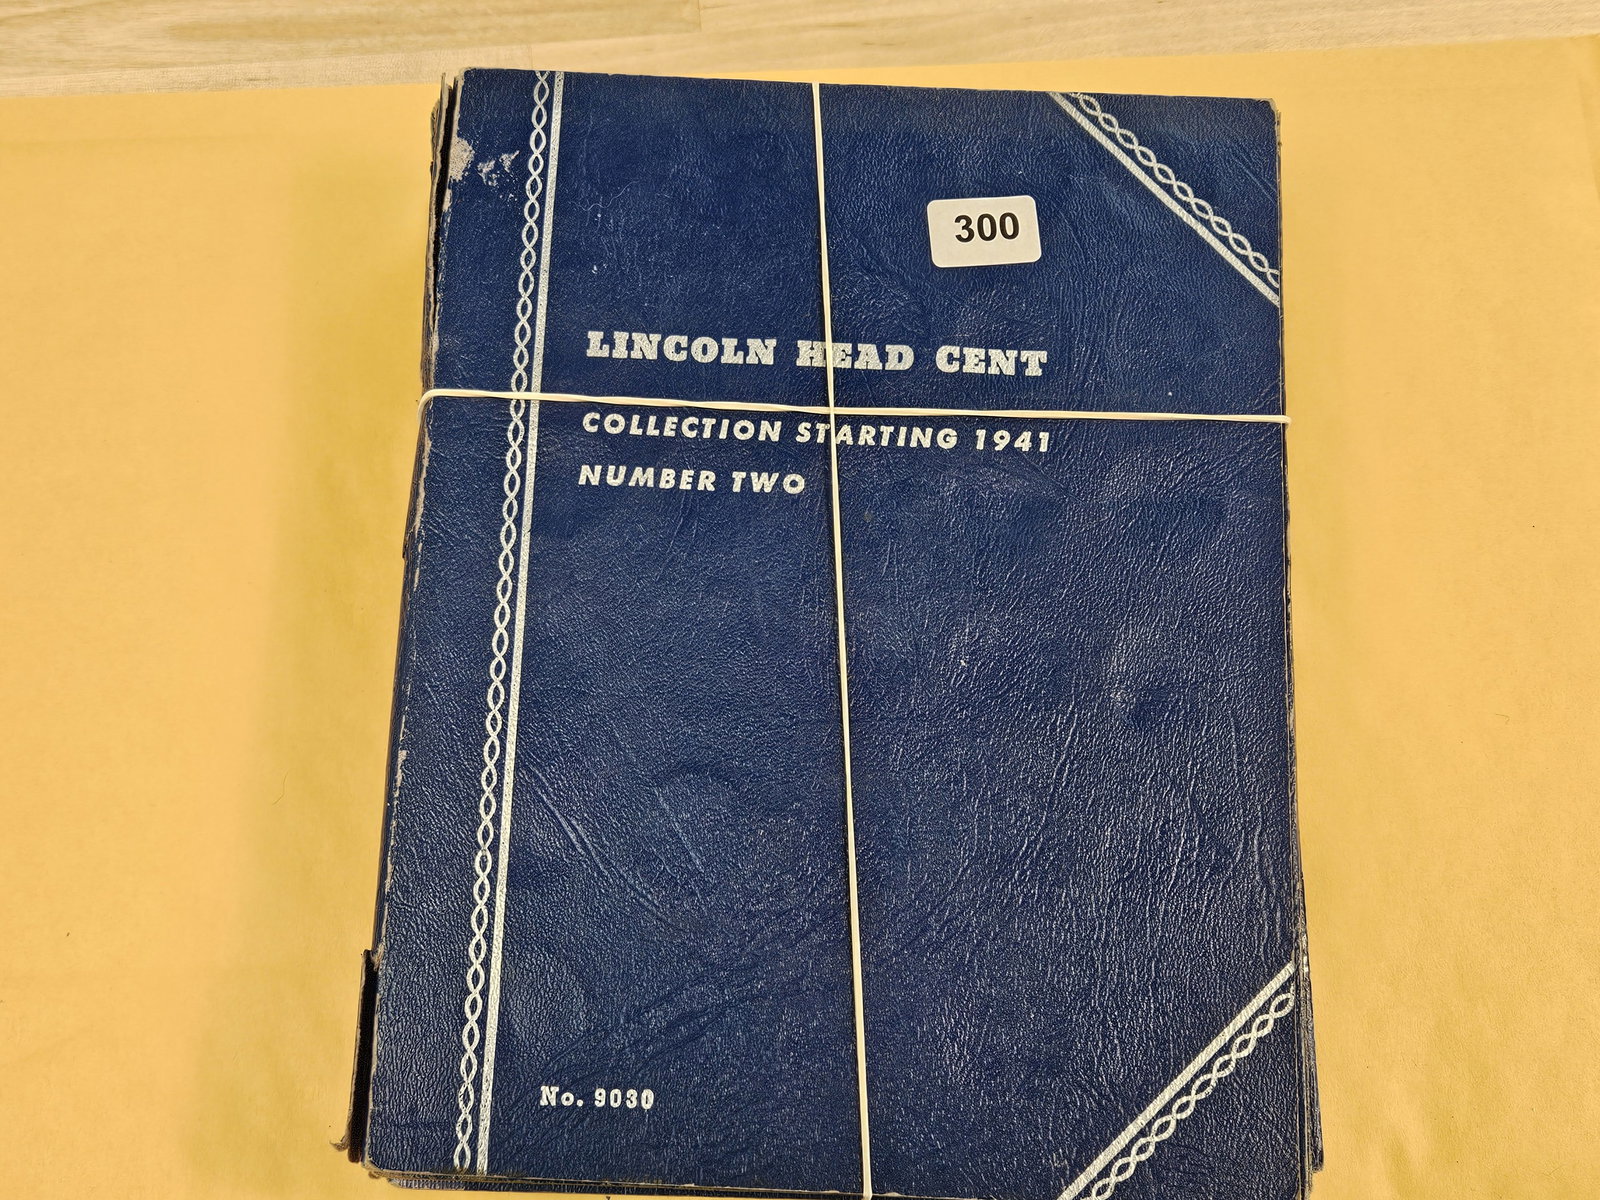 300
LINCOLN HEAD CENT
COLLECTION STARTING 1941
NUMBER TWO
No. 9030